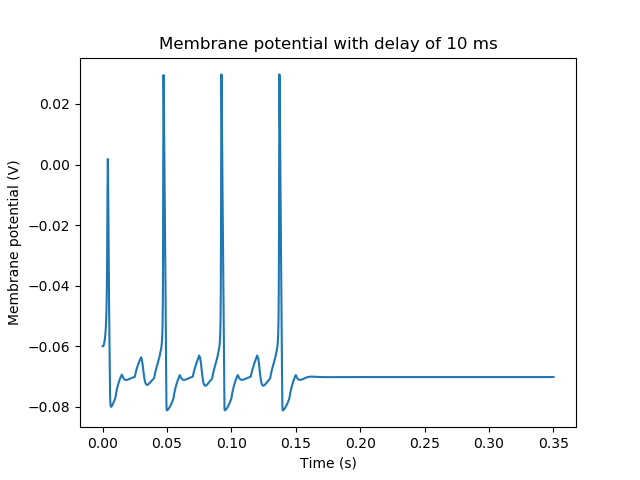 Membrane potential with delay of 10 ms
0.02
0.00
−0.02
−0.04
−0.06
−0.08
Membrane potential (V)
0.00 0.05 0.10 0.15 0.20 0.25 0.30 0.35
Time (s)